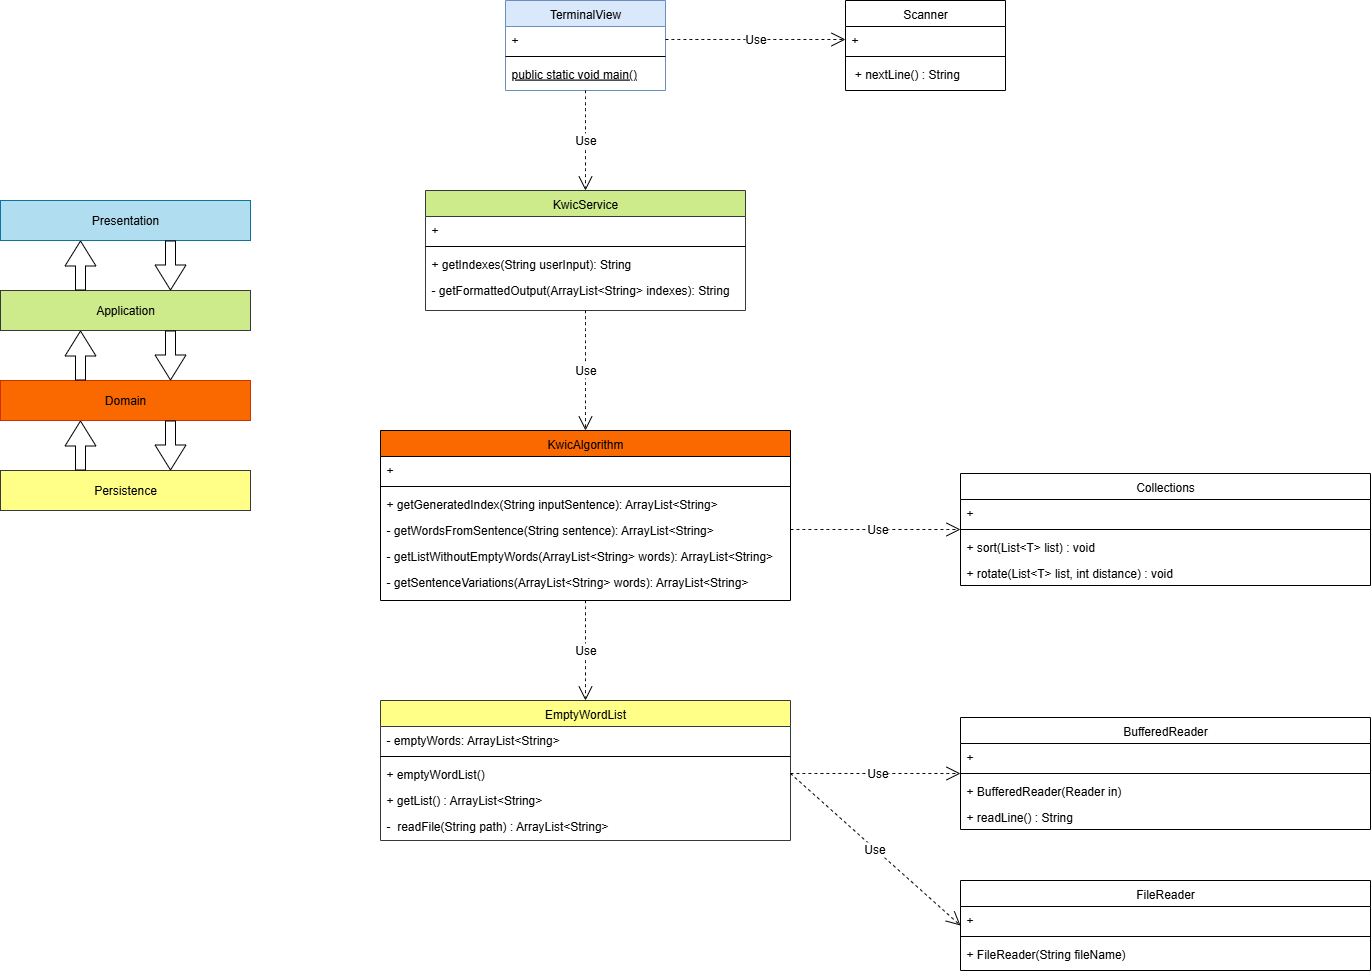 TerminalView
+
public static void main()
Use
Scanner
+
+ nextLine() : String
Use
Presentation
Application
Domain
Persistence
KwicService
+
+ getIndexes(String userInput): String
- getFormattedOutput(ArrayList<String> indexes): String
Use
KwicAlgorithm
+
+ getGeneratedIndex(String inputSentence): ArrayList<String>
- getWordsFromSentence(String sentence): ArrayList<String>
- getListWithoutEmptyWords(ArrayList<String> words): ArrayList<String>
- getSentenceVariations(ArrayList<String> words): ArrayList<String>
Use
Collections
+
+ sort(List<T> list) : void
+ rotate(List<T> list, int distance) : void
Use
EmptyWordList
- emptyWords: ArrayList<String>
+ emptyWordList()
+ getList() : ArrayList<String>
- readFile(String path) : ArrayList<String>
Use
BufferedReader
+
+ BufferedReader(Reader in)
+ readLine() : String
Use
FileReader
+
+ FileReader(String fileName)